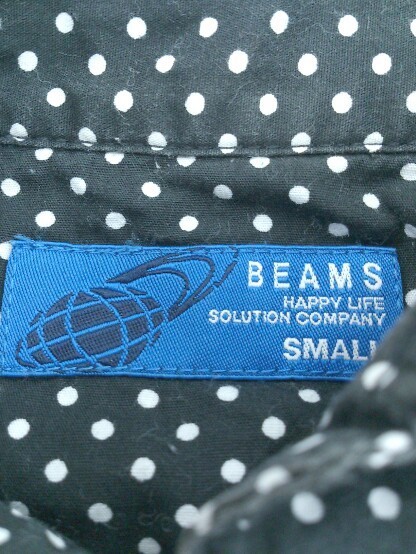 BEAMS
HAPPY LIFE
SOLUTION COMPANY
SMALL